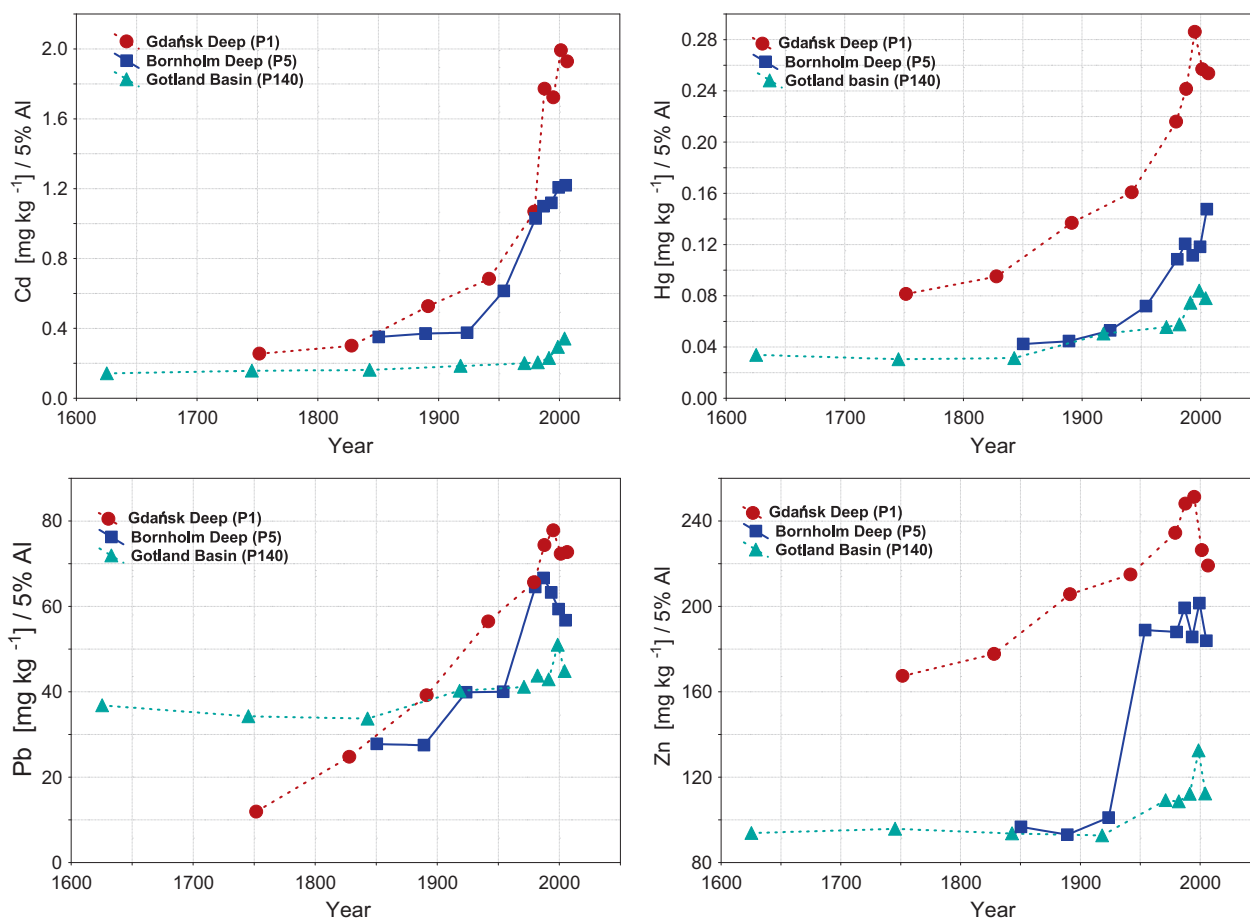 Cd [mg kg -1] / 5% Al
2.0
1.6
1.2
0.8
0.4
0.0
Gdańsk Deep (P1)
Bornholm Deep (P5)
Gotland Basin (P140)
1600 1700 1800 1900 2000
Year
Hg [mg kg -1] / 5% Al
0.28
0.24
0.20
0.16
0.12
0.08
0.04
0.00
Gdańsk Deep (P1)
Bornholm Deep (P5)
Gotland basin (P140)
1600 1700 1800 1900 2000
Year
Pb [mg kg -1] / 5% Al
80
60
40
20
0
Gdańsk Deep (P1)
Bornholm Deep (P5)
Gotland Basin (P140)
1600 1700 1800 1900 2000
Year
Zn [mg kg -1] / 5% Al
240
200
160
120
80
Gdańsk Deep (P1)
Bornholm Deep (P5)
Gotland Basin (P140)
1600 1700 1800 1900 2000
Year